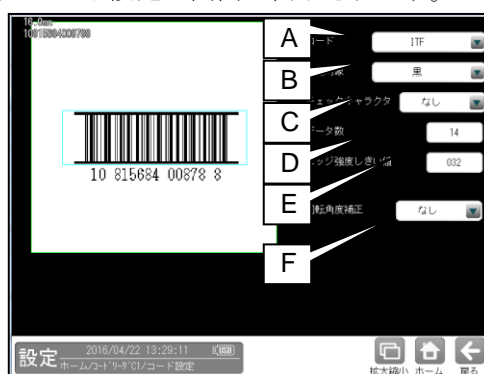 16.0ms
10815684008788
A
コード
ITF
B
黒
C
チェックキャラクタ
なし
D
データ数
14
E
エッジ強度しきい値
032
F
回転角度補正
なし
10 815684 00878 8
設定
2016/04/22 13:29:11
USB
ホーム/コードリーダC1/コード設定
拡大縮小
ホーム
戻る